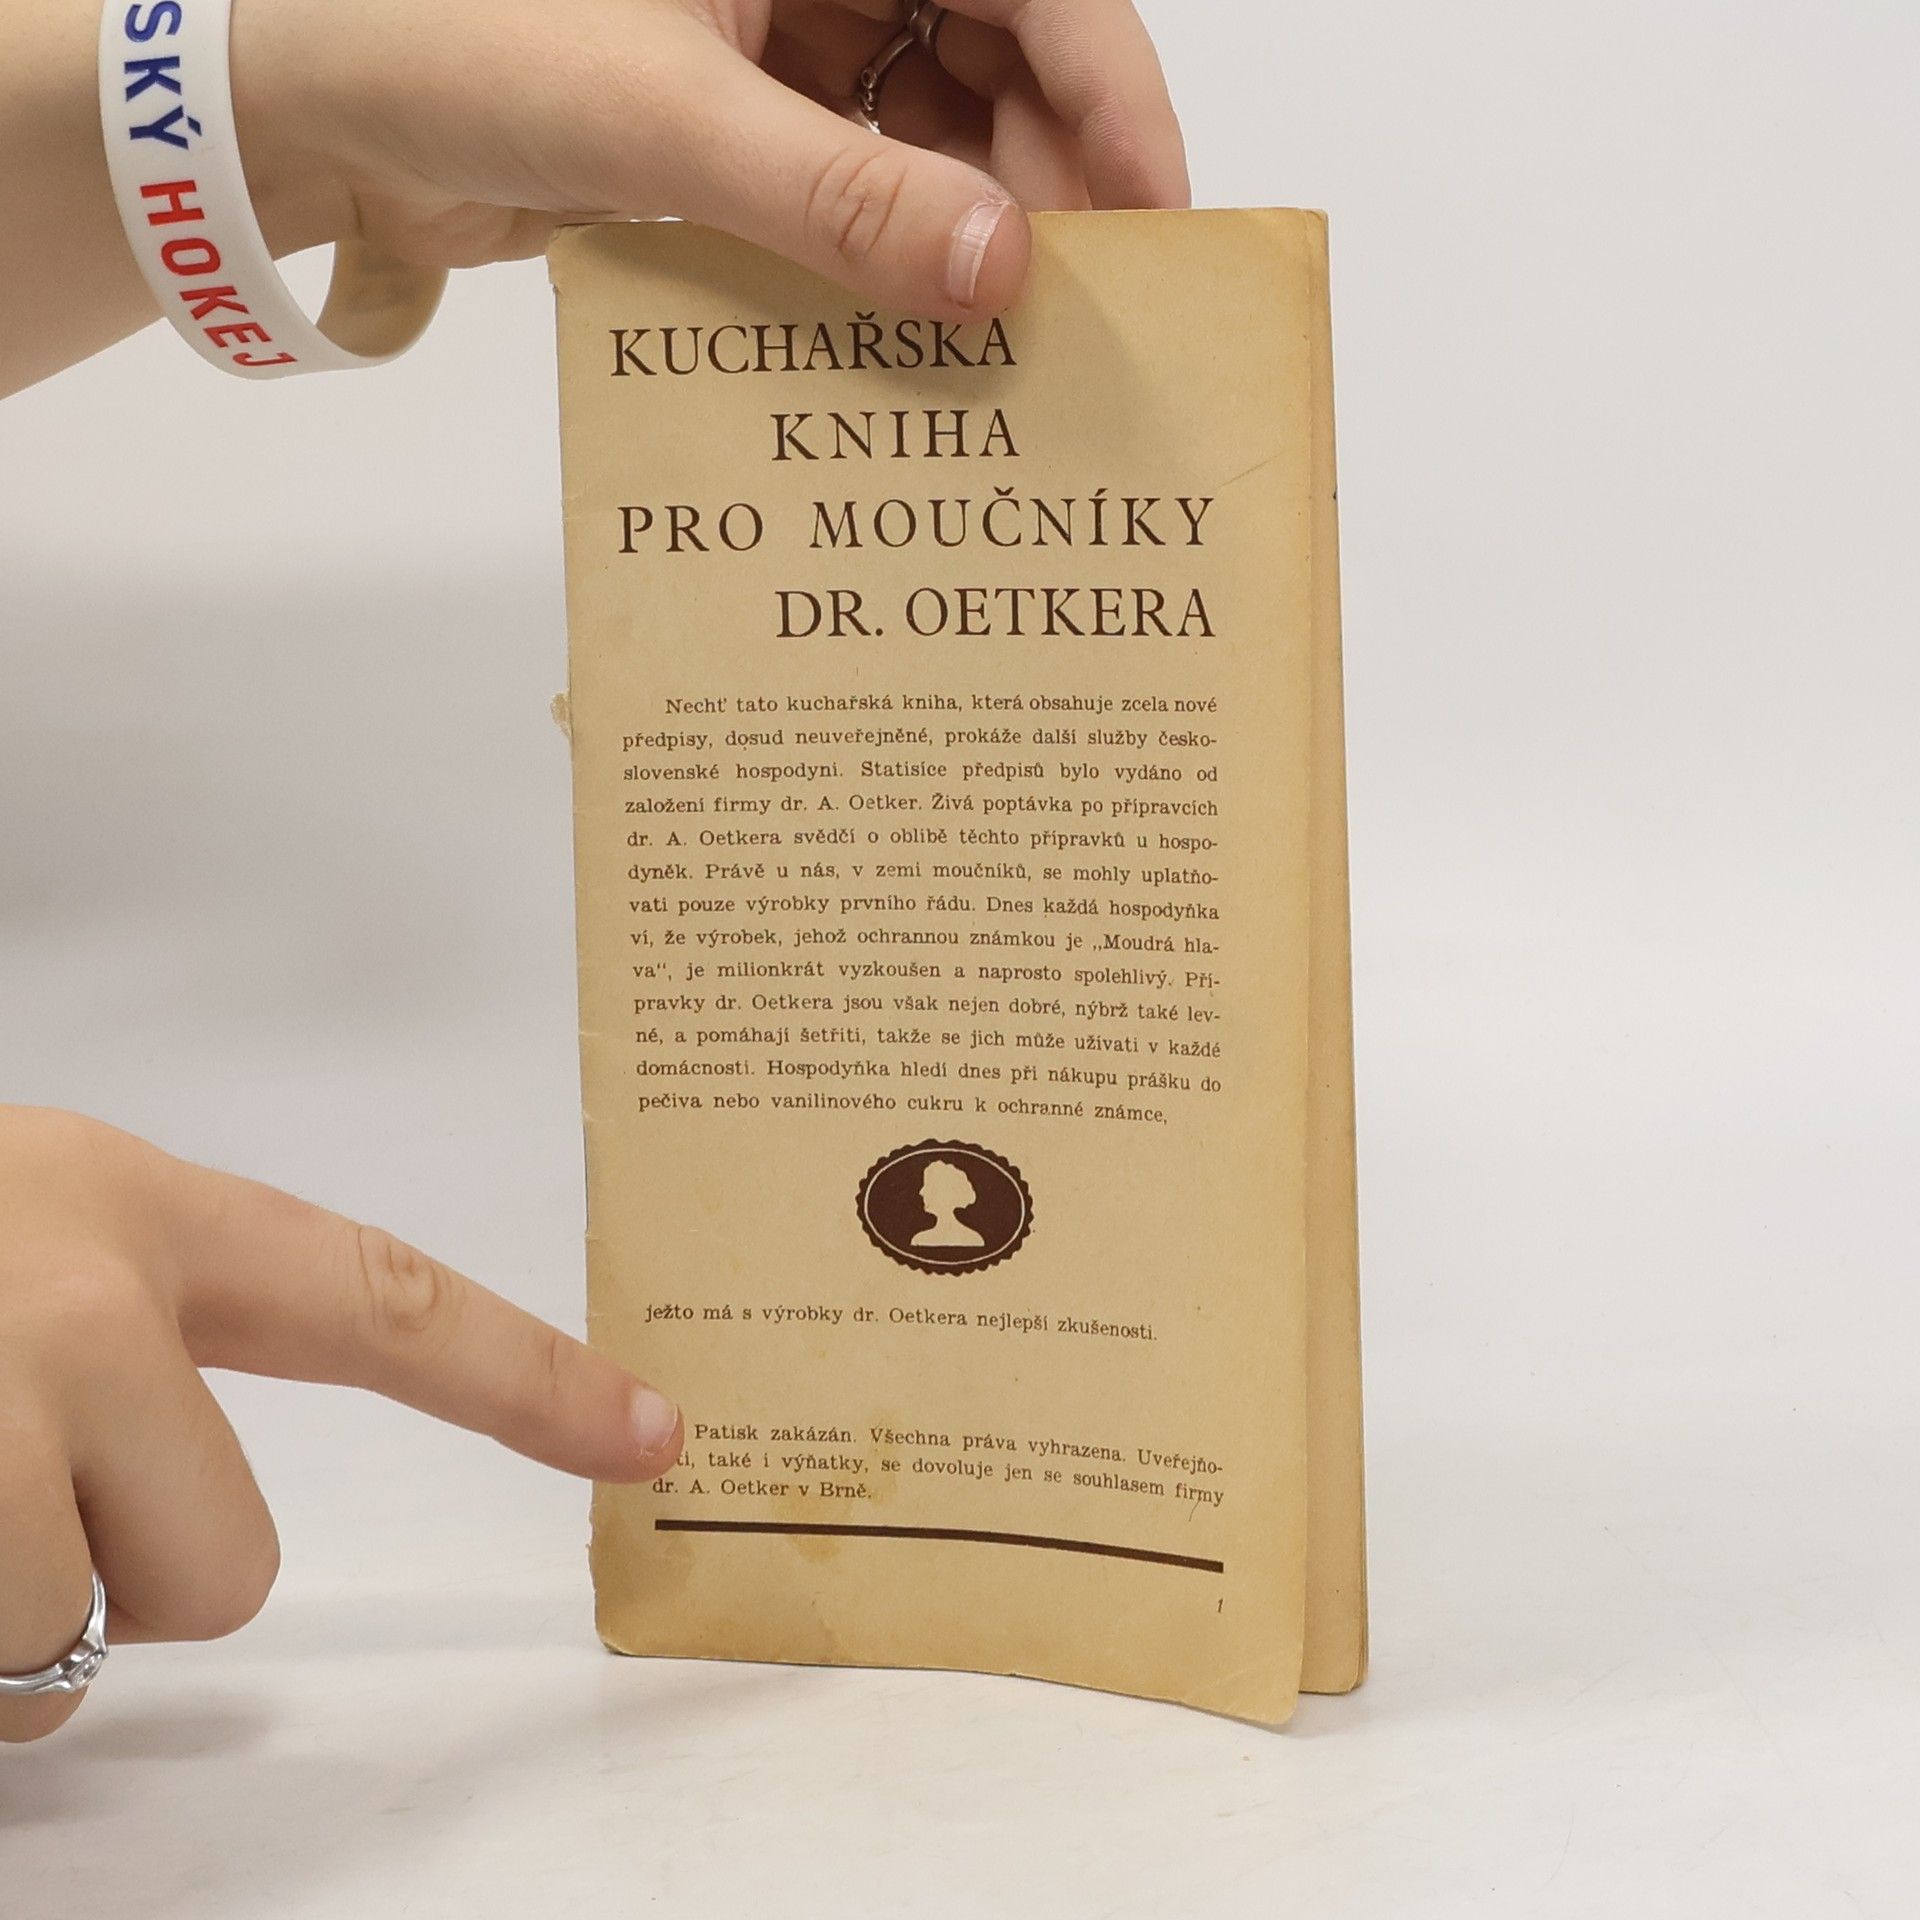 SKÝ HOKEJ
KUCHAŘSKÁ
KNIHA
PRO MOUČNÍKY
DR. OETKERA
Nechť tato kuchařská kniha, která obsahuje zcela nové
předpisy, dosud neuveřejněné, prokáže další služby česko-
slovenské hospodyni. Statisíce předpisů bylo vydáno od
založení firmy dr. A. Oetker. Živá poptávka po přípravcích
dr. A. Oetkera svědčí o oblibě těchto přípravků u hospo-
dyněk. Právě u nás, v zemi moučníků, se mohly uplatňo-
vati pouze výrobky prvního řádu. Dnes každá hospodyňka
ví, že výrobek, jehož ochrannou známkou je „Moudrá hla-
va“, je milionkrát vyzkoušen a naprosto spolehlivý. Pří-
pravky dr. Oetkera jsou však nejen dobré, nýbrž také lev-
né, a pomáhají šetřiti, takže se jich může užívati v každé
domácnosti. Hospodyňka hledí dnes při nákupu prášku do
pečiva nebo vanilinového cukru k ochranné známce,
ježto má s výrobky dr. Oetkera nejlepší zkušenosti.
Patisk zakázán. Všechna práva vyhrazena. Uveřejňo-
ti, také i výňatky, se dovoluje jen se souhlasem firmy
dr. A. Oetker v Brně.
1